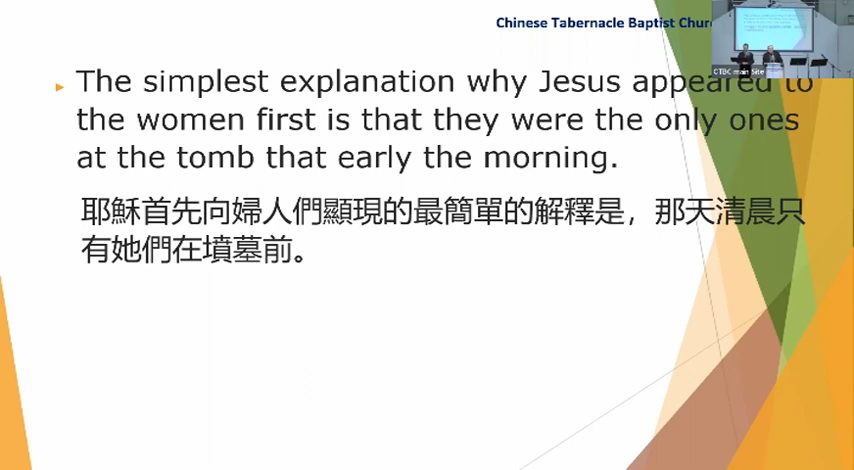 Chinese Tabernacle Baptist Chur
CTBC main Site
The simplest explanation why Jesus appeared to
the women first is that they were the only ones
at the tomb that early the morning.
耶穌首先向婦人們顯現的最簡單的解釋是，那天清晨只
有她們在墳墓前。